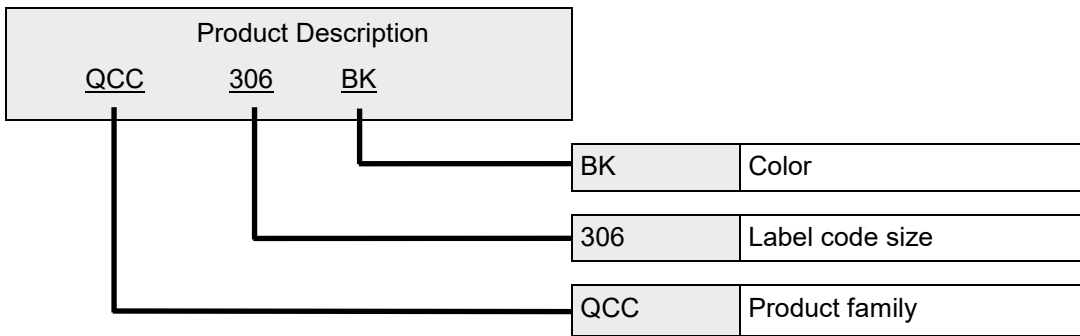 Product Description
QCC 306 BK
BK Color
306 Label code size
QCC Product family